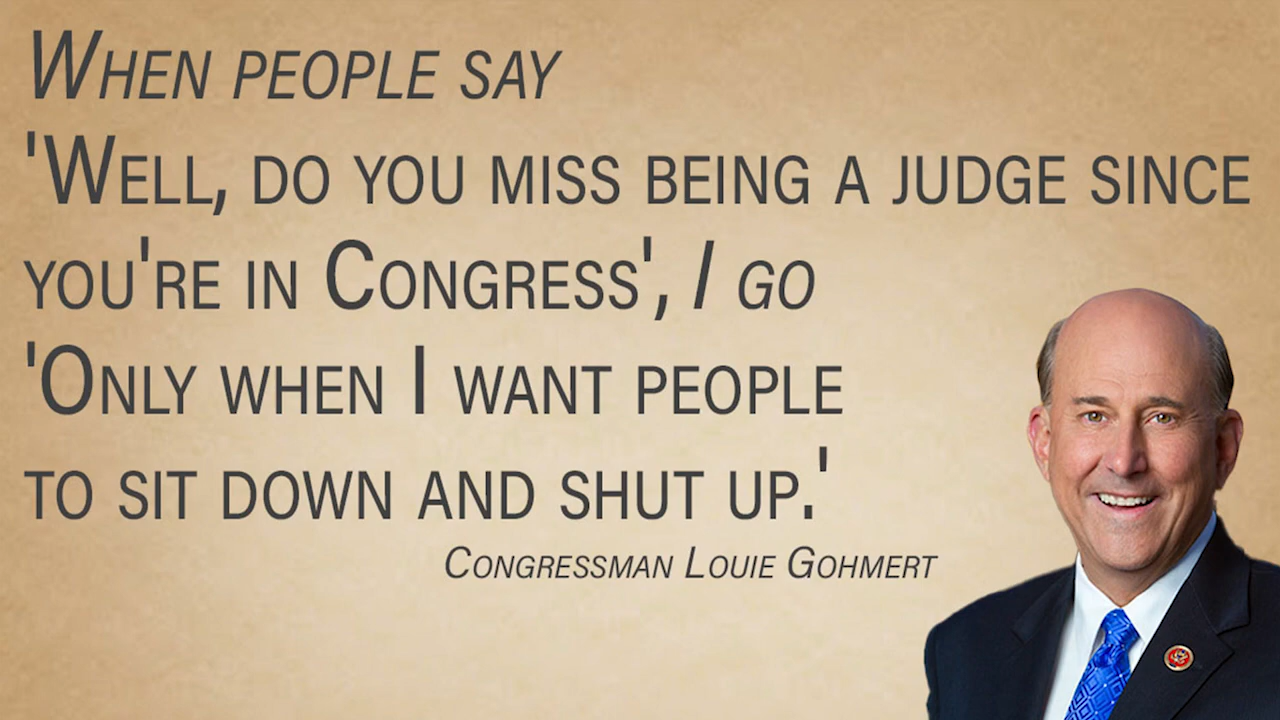 When people say
'Well, do you miss being a judge since
you're in Congress', I go
'Only when I want people
to sit down and shut up.'
Congressman Louie Gohmert